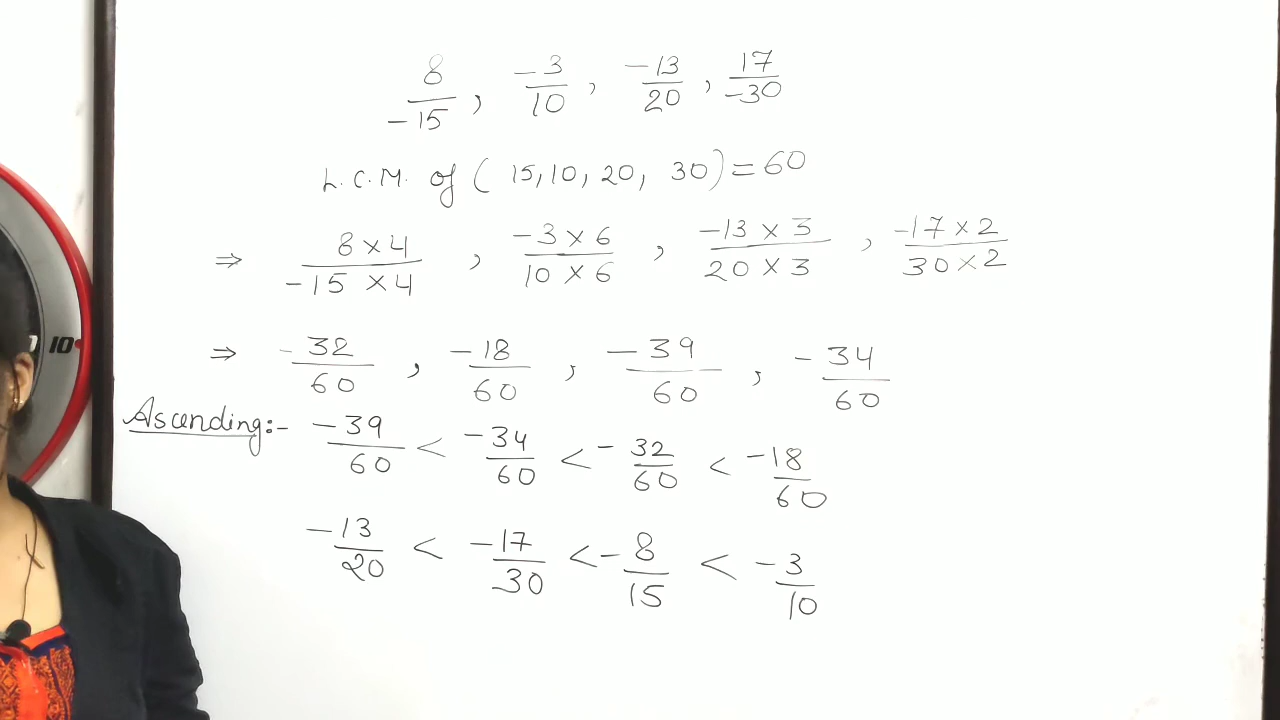 8/-15, -3/10, -13/20, 17/-30
L.C.M. of (15,10,20, 30)=60
⇒ 8×4/-15×4, -3×6/10×6, -13×3/20×3, -17×2/30×2
⇒ -32/60, -18/60, -39/60, -34/60
10
Ascending:- -39/60 < -34/60 < -32/60 < -18/60
-13/20 < -17/30 < -8/15 < -3/10